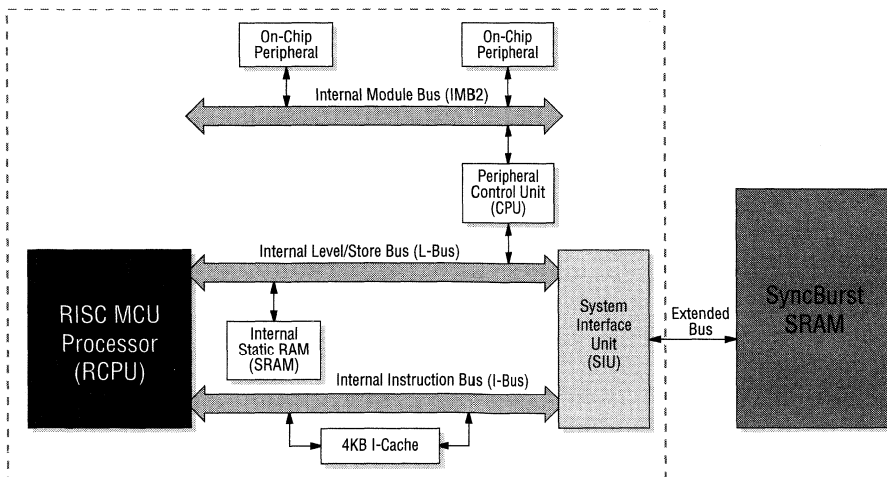 On-Chip
Peripheral
On-Chip
Peripheral
Internal Module Bus (IMB2)
Peripheral
Control Unit
(CPU)
Internal Level/Store Bus (L-Bus)
RISC MCU
Processor
(RCPU)
Internal
Static RAM
(SRAM)
System
Interface
Unit
(SIU)
Extended
Bus
SyncBurst
SRAM
Internal Instruction Bus (I-Bus)
4KB I-Cache